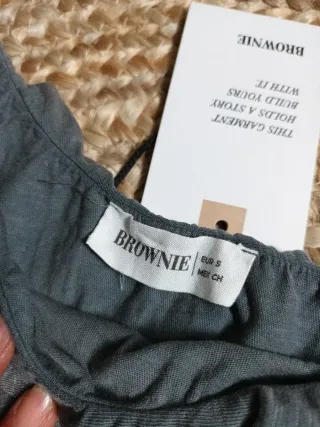 BROWNIE
THIS GARMENT
HOLDS A STORY.
BUILD YOURS
WITH IT.
BROWNIE
EUR S
MEX CH